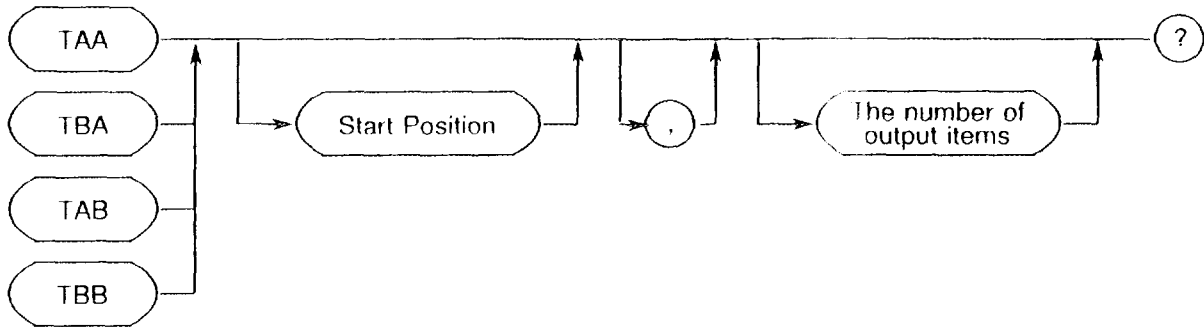 TAA
?
TBA
Start Position
,
The number of
output items
TAB
TBB